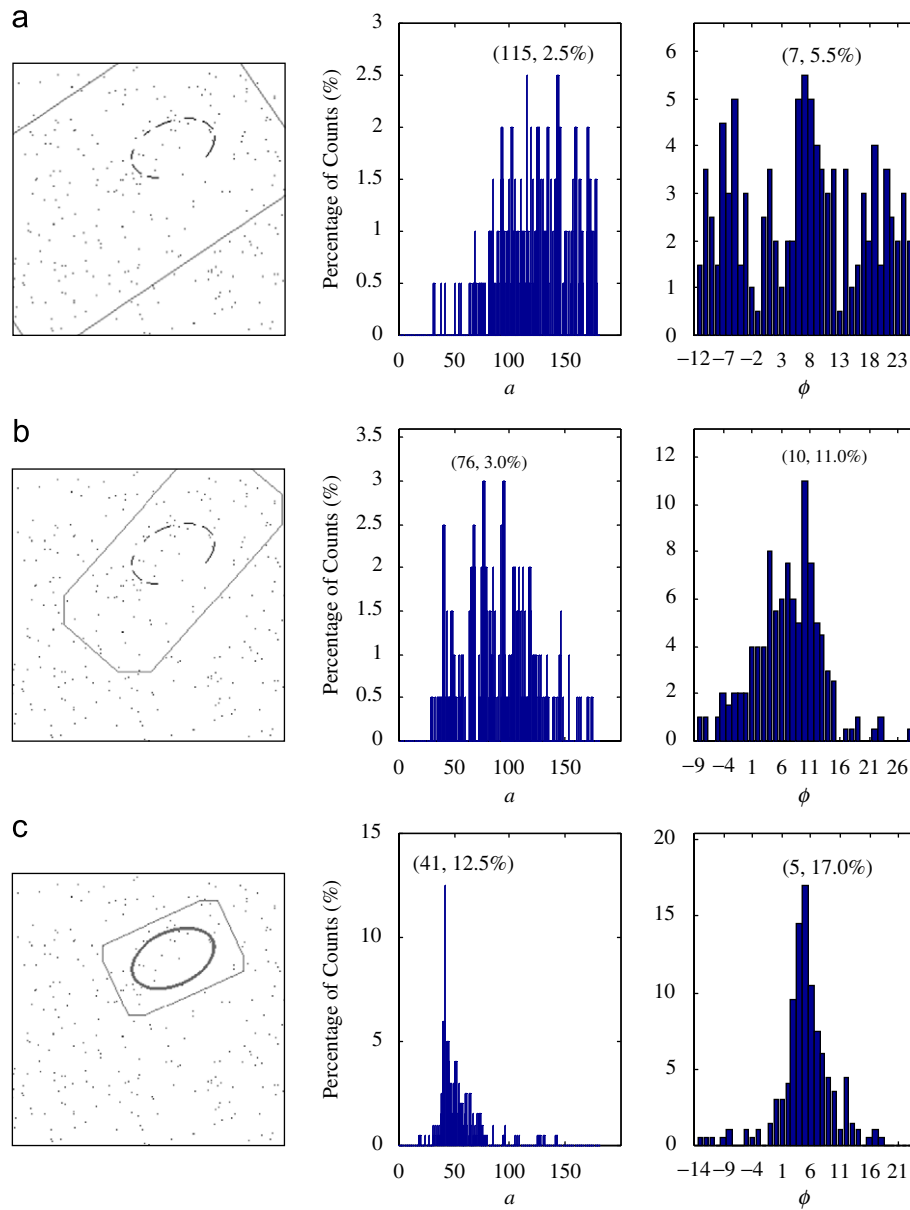 a
3
2.5
2
1.5
1
0.5
0
Percentage of Counts (%)
(115, 2.5%)
0 50 100 150
a
6
5
4
3
2
1
0
(7, 5.5%)
−12 −7 −2 3 8 13 18 23
ϕ
b
3.5
3
2.5
2
1.5
1
0.5
0
Percentage of Counts (%)
(76, 3.0%)
0 50 100 150
a
12
10
8
6
4
2
0
(10, 11.0%)
−9 −4 1 6 11 16 21 26
ϕ
c
15
10
5
0
Percentage of Counts (%)
(41, 12.5%)
0 50 100 150
a
20
15
10
5
0
(5, 17.0%)
−14 −9 −4 1 6 11 16 21
ϕ